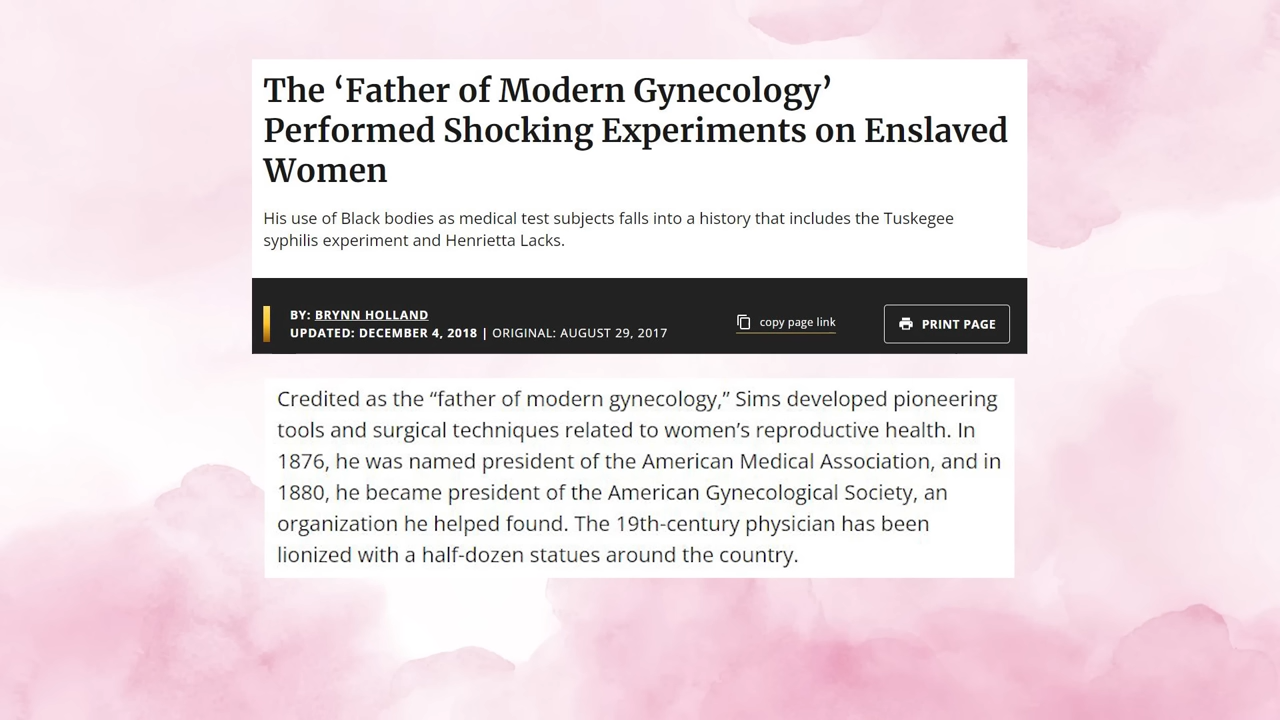 The ‘Father of Modern Gynecology’
Performed Shocking Experiments on Enslaved
Women
His use of Black bodies as medical test subjects falls into a history that includes the Tuskegee
syphilis experiment and Henrietta Lacks.
BY: BRYNN HOLLAND
UPDATED: DECEMBER 4, 2018 | ORIGINAL: AUGUST 29, 2017
copy page link
PRINT PAGE
Credited as the “father of modern gynecology,” Sims developed pioneering
tools and surgical techniques related to women’s reproductive health. In
1876, he was named president of the American Medical Association, and in
1880, he became president of the American Gynecological Society, an
organization he helped found. The 19th-century physician has been
lionized with a half-dozen statues around the country.